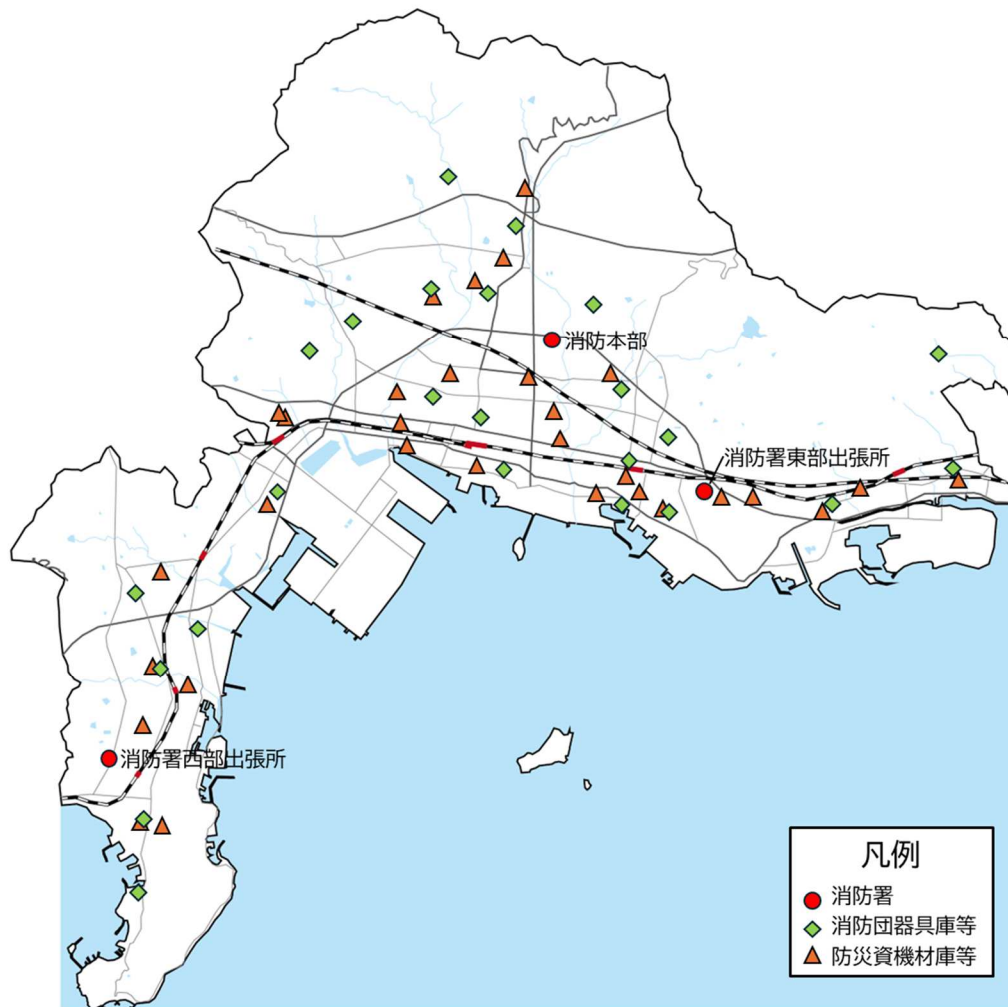 消防本部
消防署東部出張所
消防署西部出張所
凡例
消防署
消防団器具庫等
防災資機材庫等